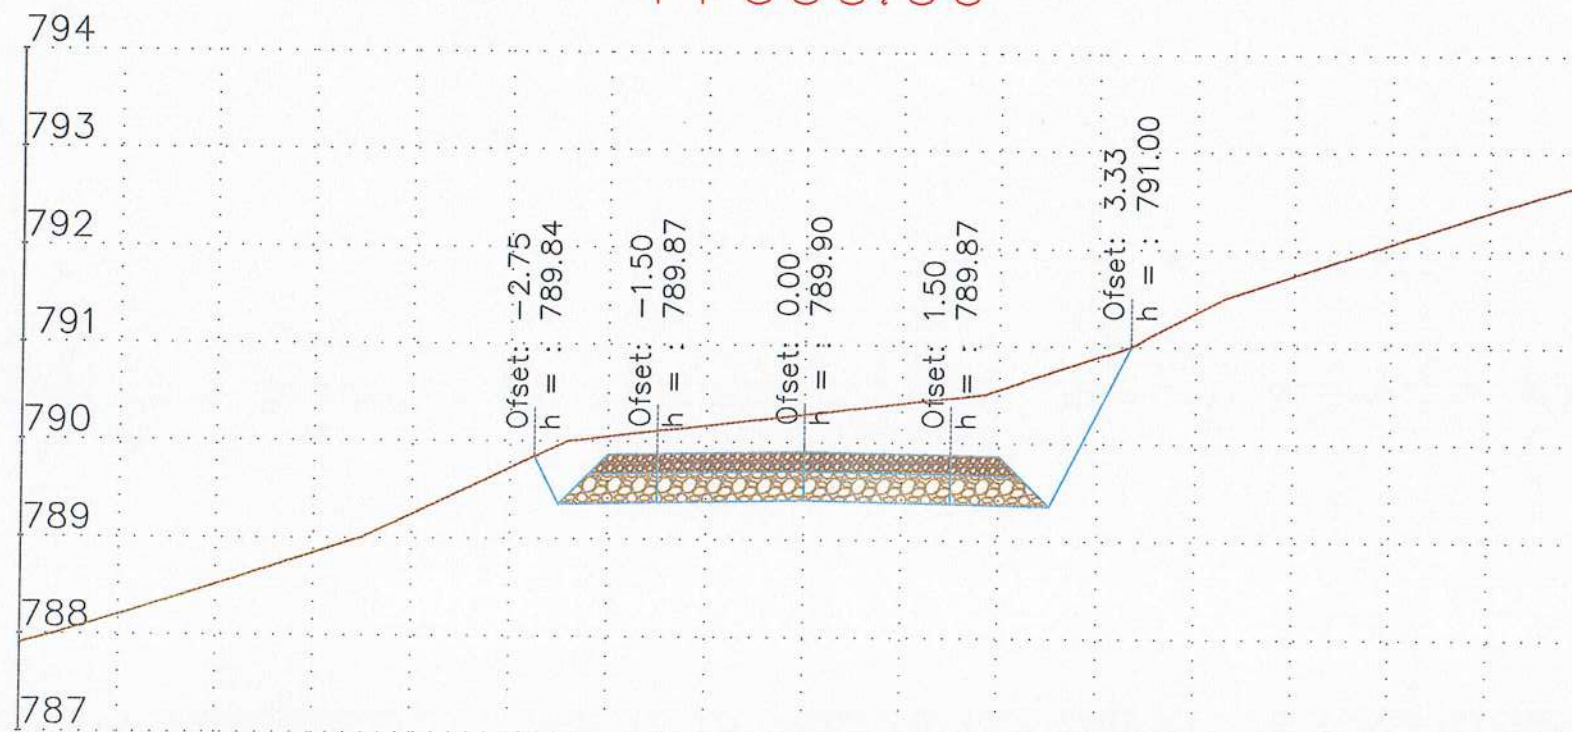 794
793
792
791
790
789
788
787
Ofset: -2.75
h = : 789.84
Ofset: -1.50
h = : 789.87
Ofset: 0.00
h = : 789.90
Ofset: 1.50
h = : 789.87
Ofset: 3.33
h = : 791.00